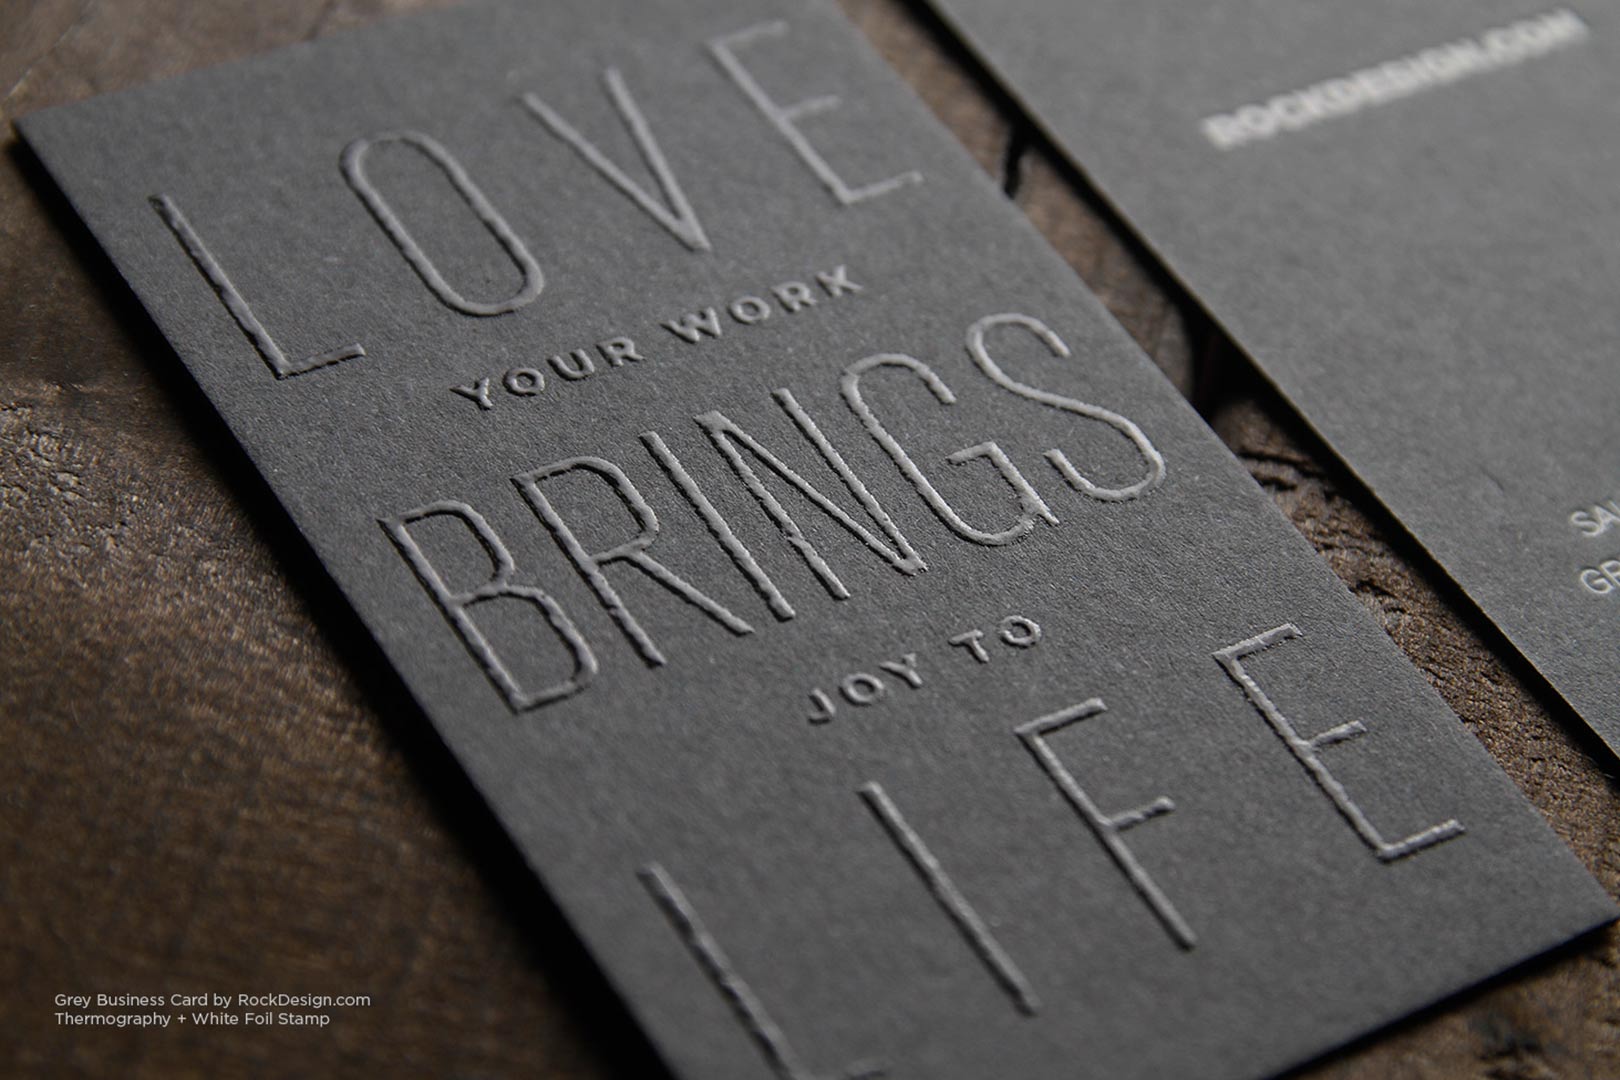 LOVE
YOUR WORK
BRINGS
JOY TO
LIFE
ROCKDESIGN.COM
Grey Business Card by RockDesign.com
Thermography + White Foil Stamp